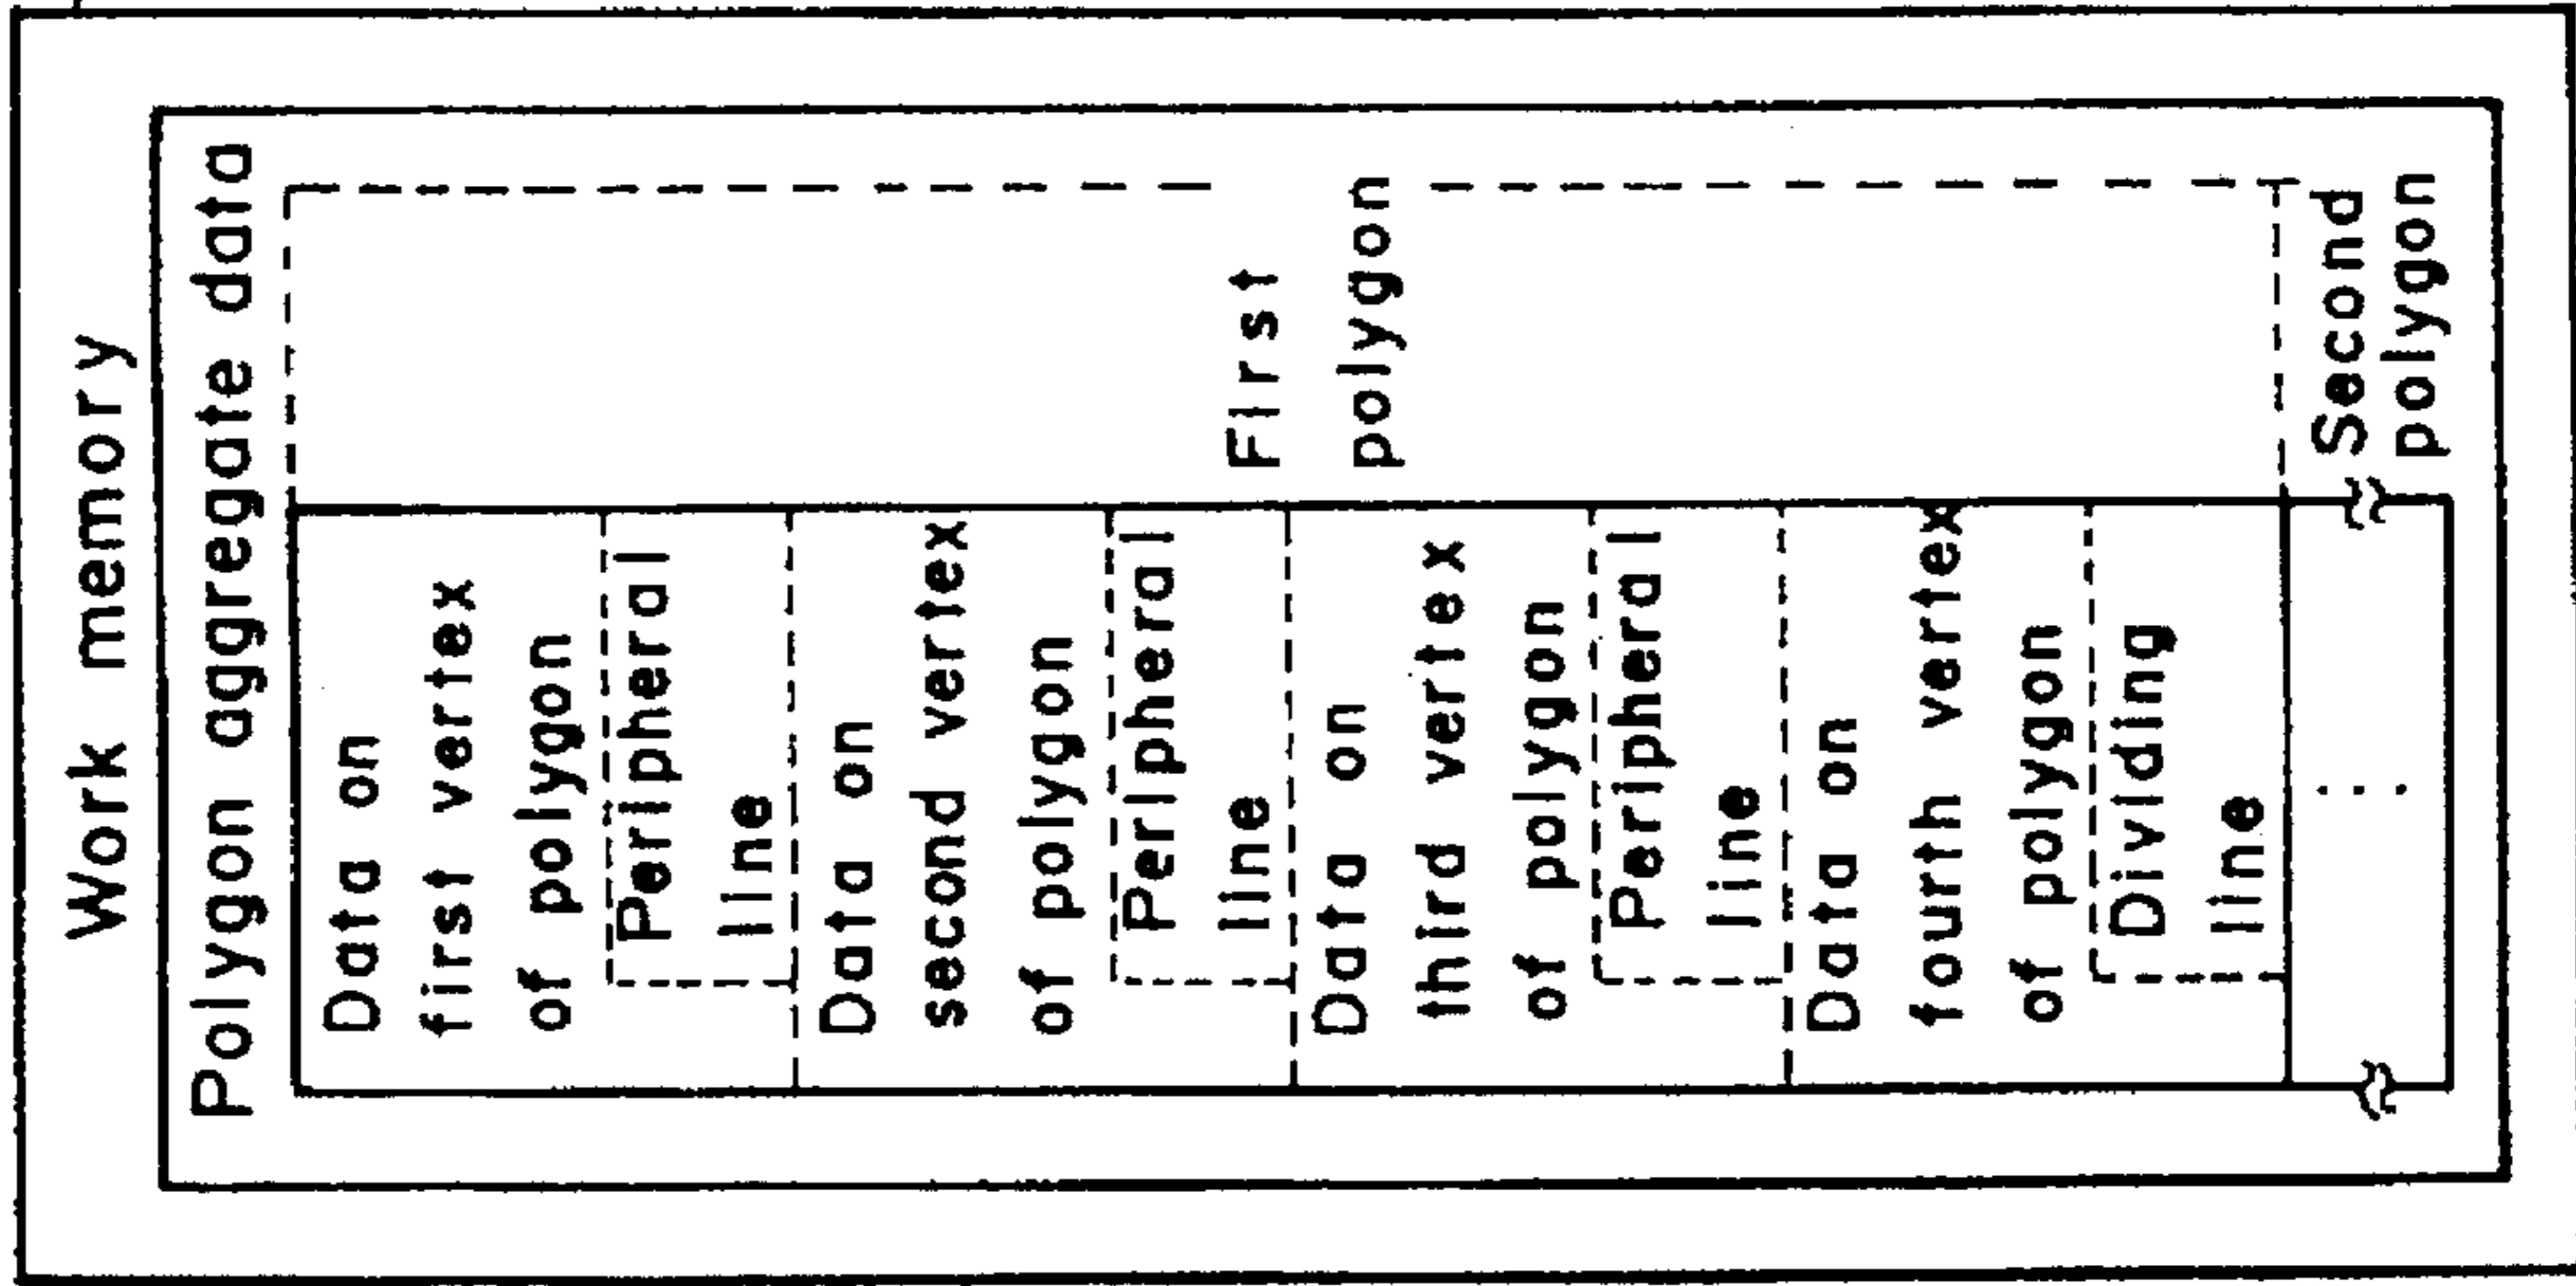 Work memory
Polygon aggregate data
Data on
first vertex
of polygon
Peripheral
line
Data on
second vertex
of polygon
Peripheral
line
Data on
third vertex
of polygon
Peripheral
line
Data on
fourth vertex
of polygon
Dividing
line
First
polygon
...
Second
polygon